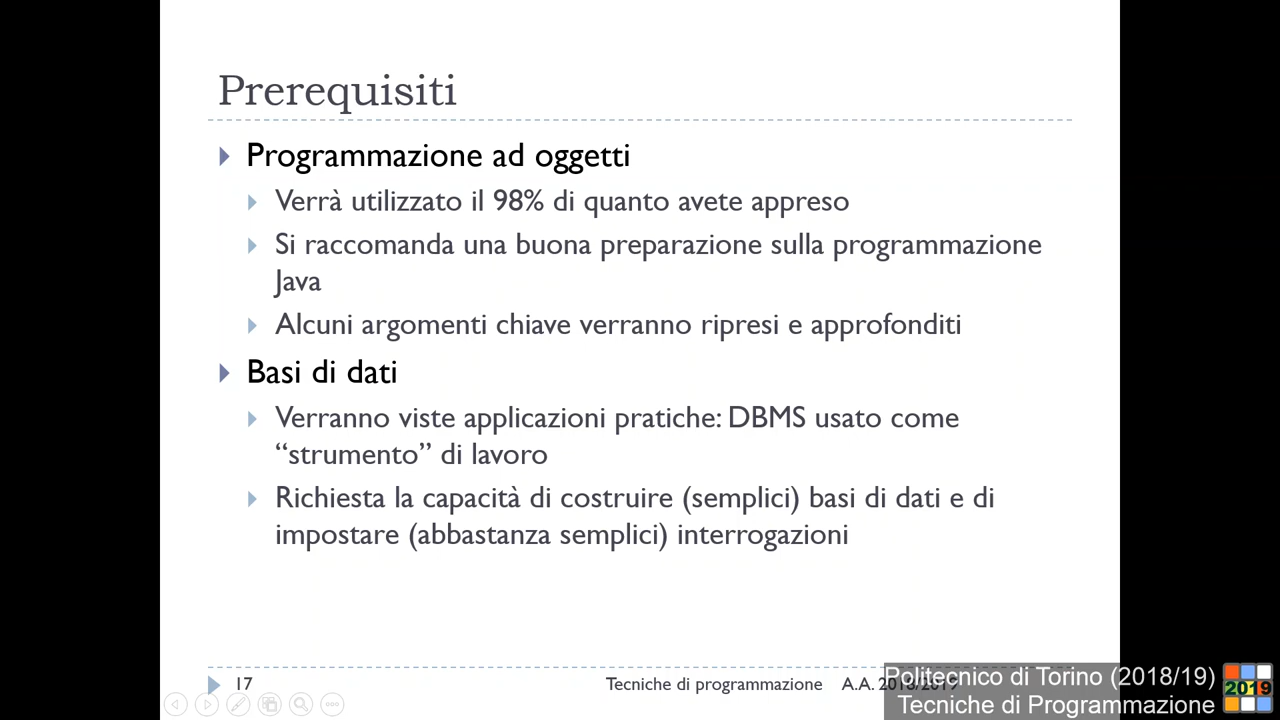 Prerequisiti
Programmazione ad oggetti
Verrà utilizzato il 98% di quanto avete appreso
Si raccomanda una buona preparazione sulla programmazione
Java
Alcuni argomenti chiave verranno ripresi e approfonditi
Basi di dati
Verranno viste applicazioni pratiche: DBMS usato come
“strumento” di lavoro
Richiesta la capacità di costruire (semplici) basi di dati e di
impostare (abbastanza semplici) interrogazioni
17
Tecniche di programmazione A.A. 2018/2019
Politecnico di Torino (2018/19)
Tecniche di Programmazione
2019